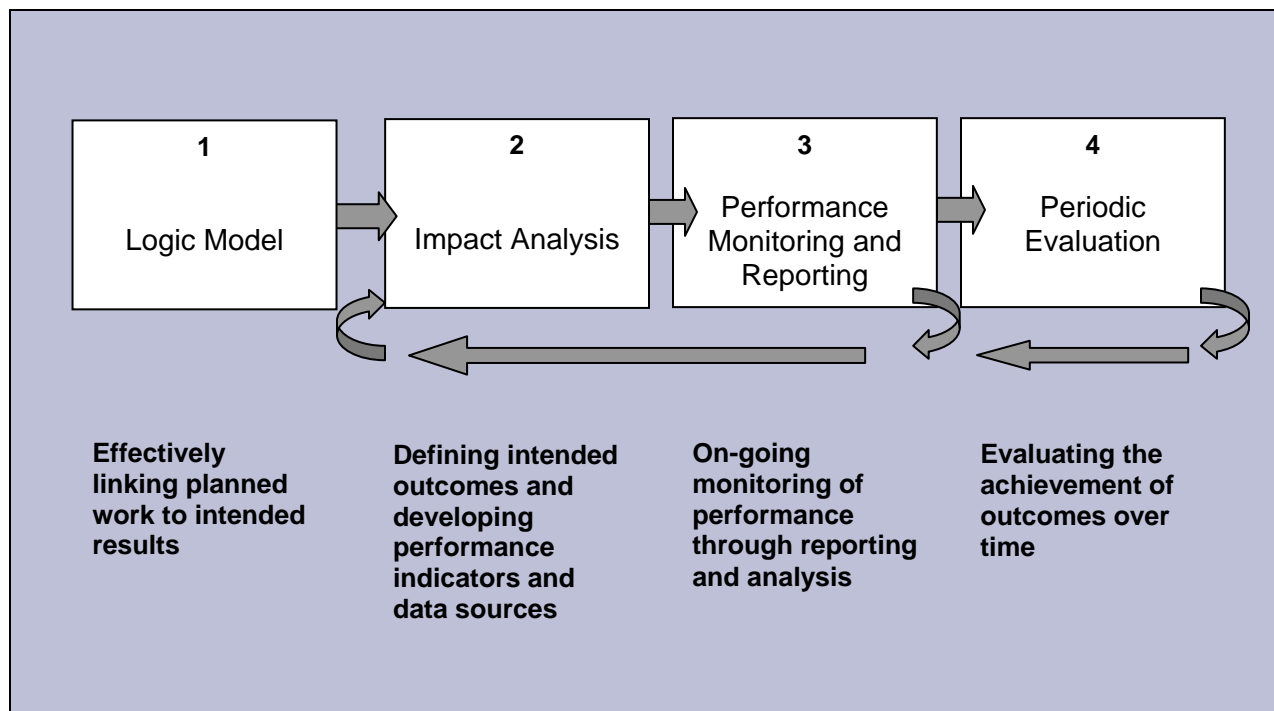 1
Logic Model
2
Impact Analysis
3
Performance
Monitoring and
Reporting
4
Periodic
Evaluation
Effectively
linking planned
work to intended
results
Defining intended
outcomes and
developing
performance
indicators and
data sources
On-going
monitoring of
performance
through reporting
and analysis
Evaluating the
achievement of
outcomes over
time